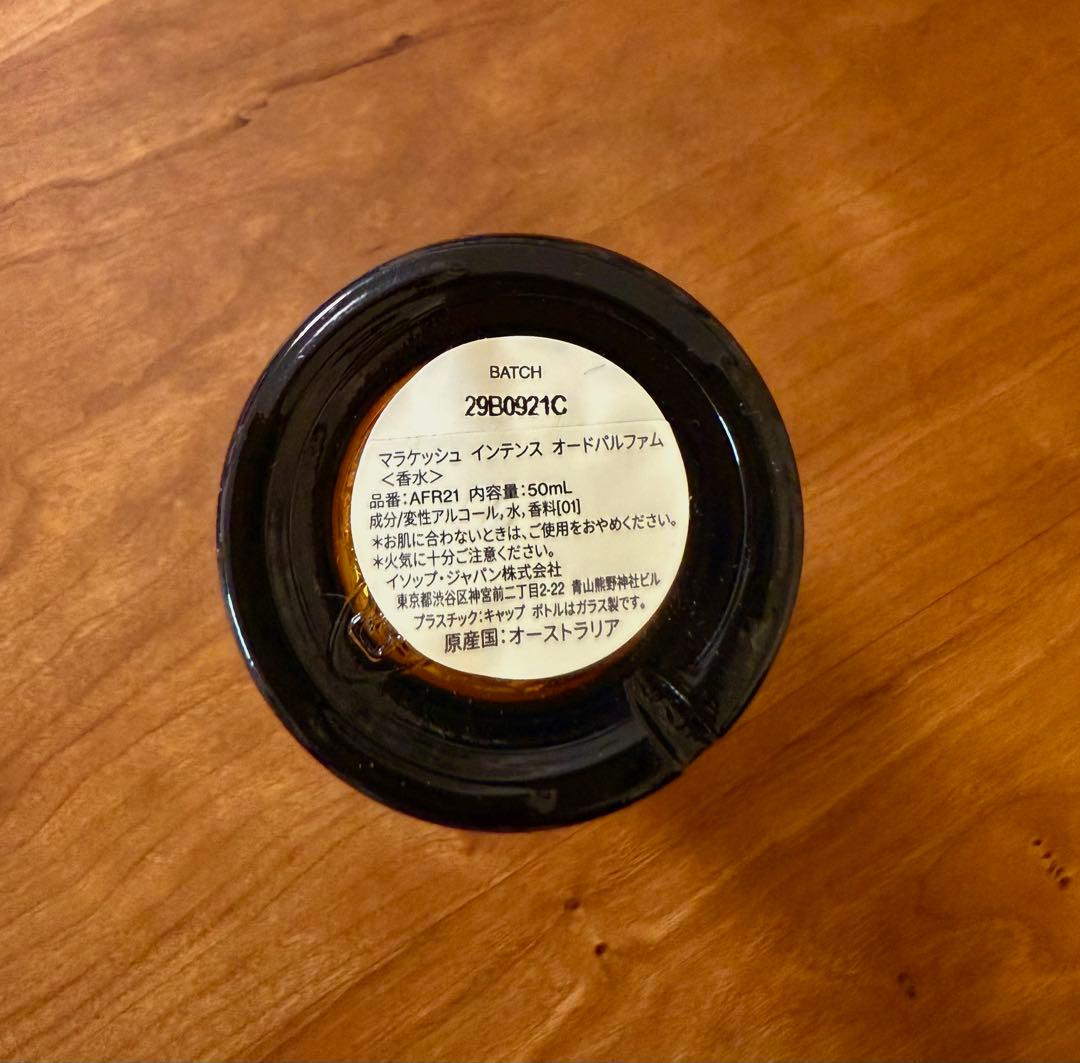 BATCH
29B0921C
マラケッシュ インテンス オードパルファム
＜香水＞
品番：AFR21 内容量：50mL
成分/変性アルコール,水,香料[01]
＊お肌に合わないときは、ご使用をおやめください。
＊火気に十分ご注意ください。
イソップ・ジャパン株式会社
東京都渋谷区神宮前二丁目2-22 青山熊野神社ビル
プラスチック：キャップ ボトルはガラス製です。
原産国：オーストラリア